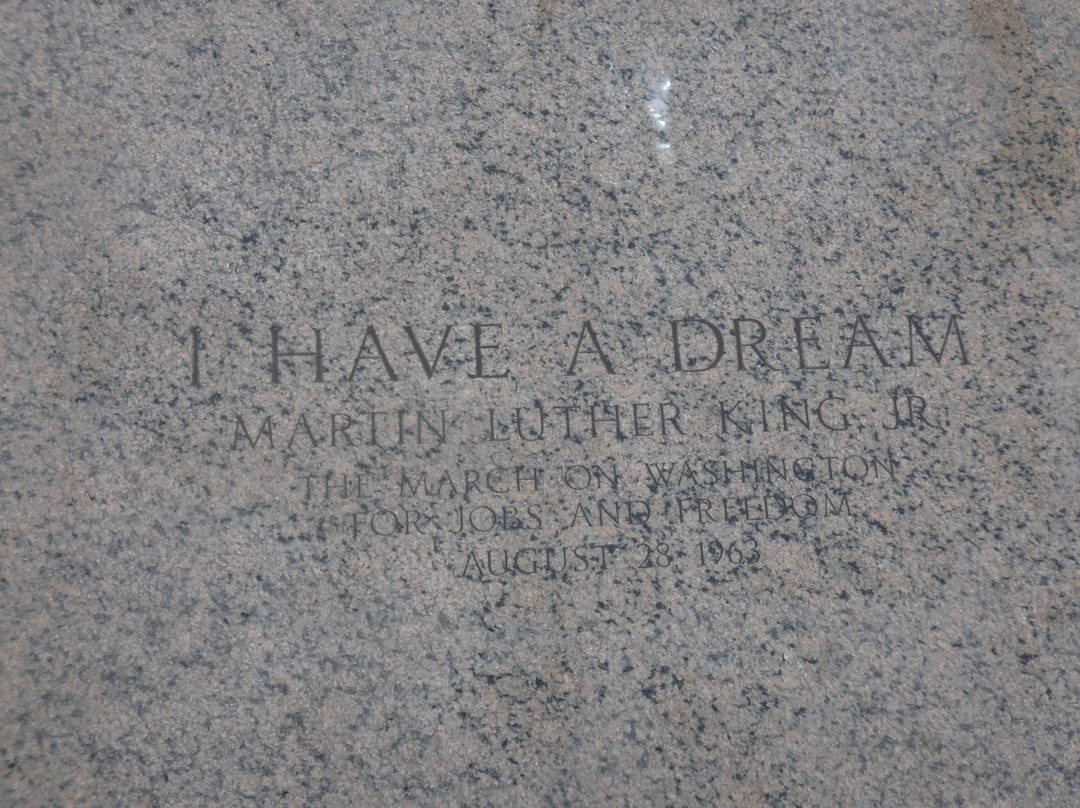 I HAVE A DREAM
MARTIN LUTHER KING JR
THE MARCH ON WASHINGTON
FOR JOBS AND FREEDOM
AUGUST 28 1963